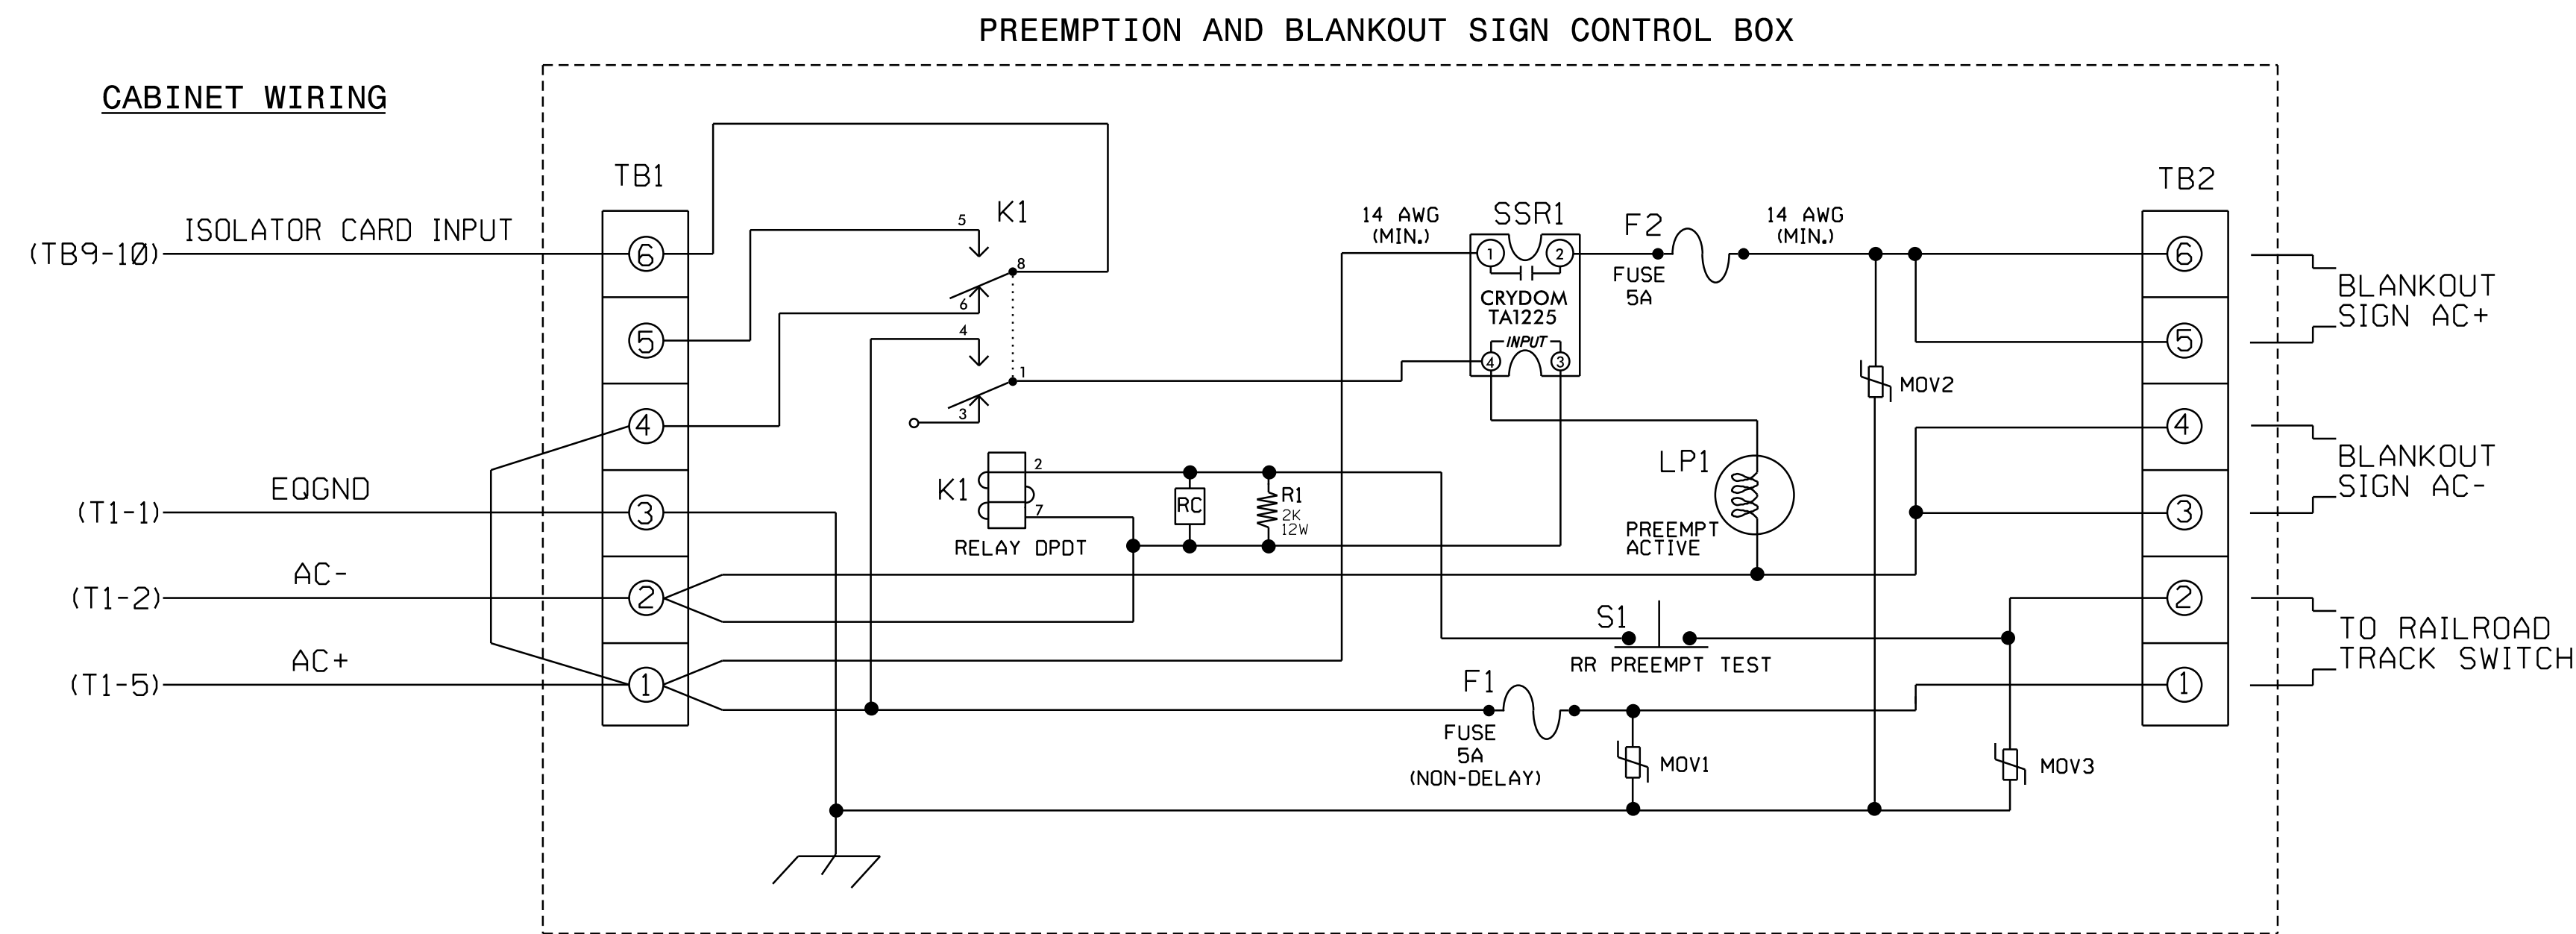 PREEMPTION AND BLANKOUT SIGN CONTROL BOX
CABINET WIRING
TB1
(TB9-10)
ISOLATOR CARD INPUT
6
5
4
(T1-1)
EQGND
3
(T1-2)
AC-
2
(T1-5)
AC+
1
K1
5
8
6
4
1
3
K1
2
7
RELAY DPDT
RC
R1
2K
12W
14 AWG
(MIN.)
SSR1
1
2
CRYDOM
TA1225
INPUT
4
3
F2
FUSE
5A
14 AWG
(MIN.)
MOV2
LP1
PREEMPT
ACTIVE
S1
RR PREEMPT TEST
F1
FUSE
5A
(NON-DELAY)
MOV1
MOV3
TB2
6
5
4
3
2
1
BLANKOUT
SIGN AC+
BLANKOUT
SIGN AC-
TO RAILROAD
TRACK SWITCH